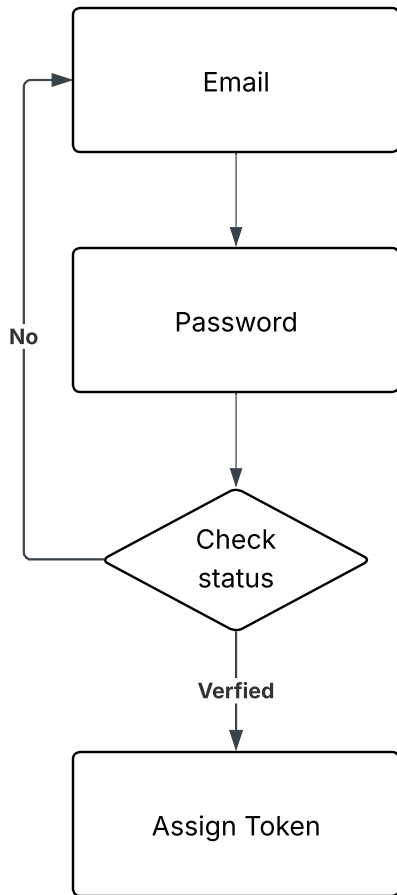 Email
No
Password
Check
status
Verfied
Assign Token